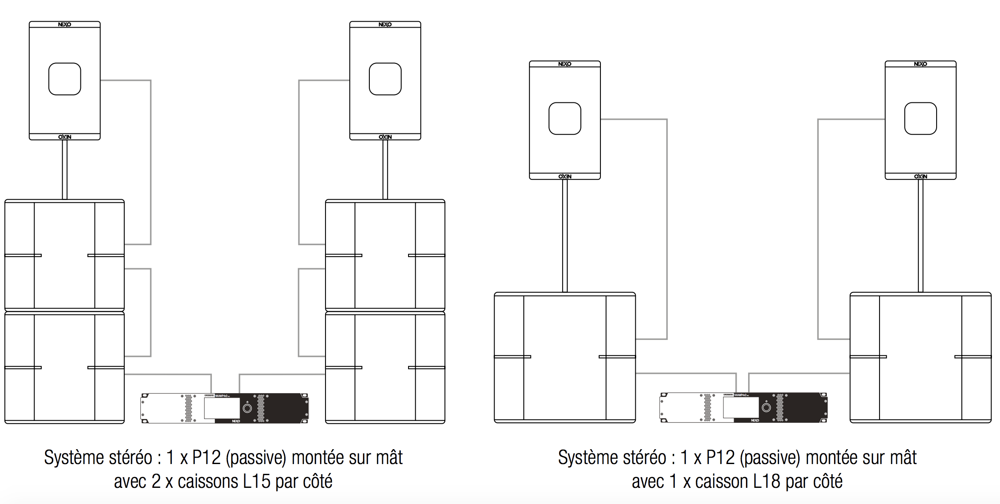 NEXO
NEXO
NEXO
NEXO
NEXO
NEXO
NEXO
NEXO
NXAMP4x2
NEXO
NXAMP4x2
NEXO
Système stéréo : 1 x P12 (passive) montée sur mât
avec 2 x caissons L15 par côté
Système stéréo : 1 x P12 (passive) montée sur mât
avec 1 x caisson L18 par côté